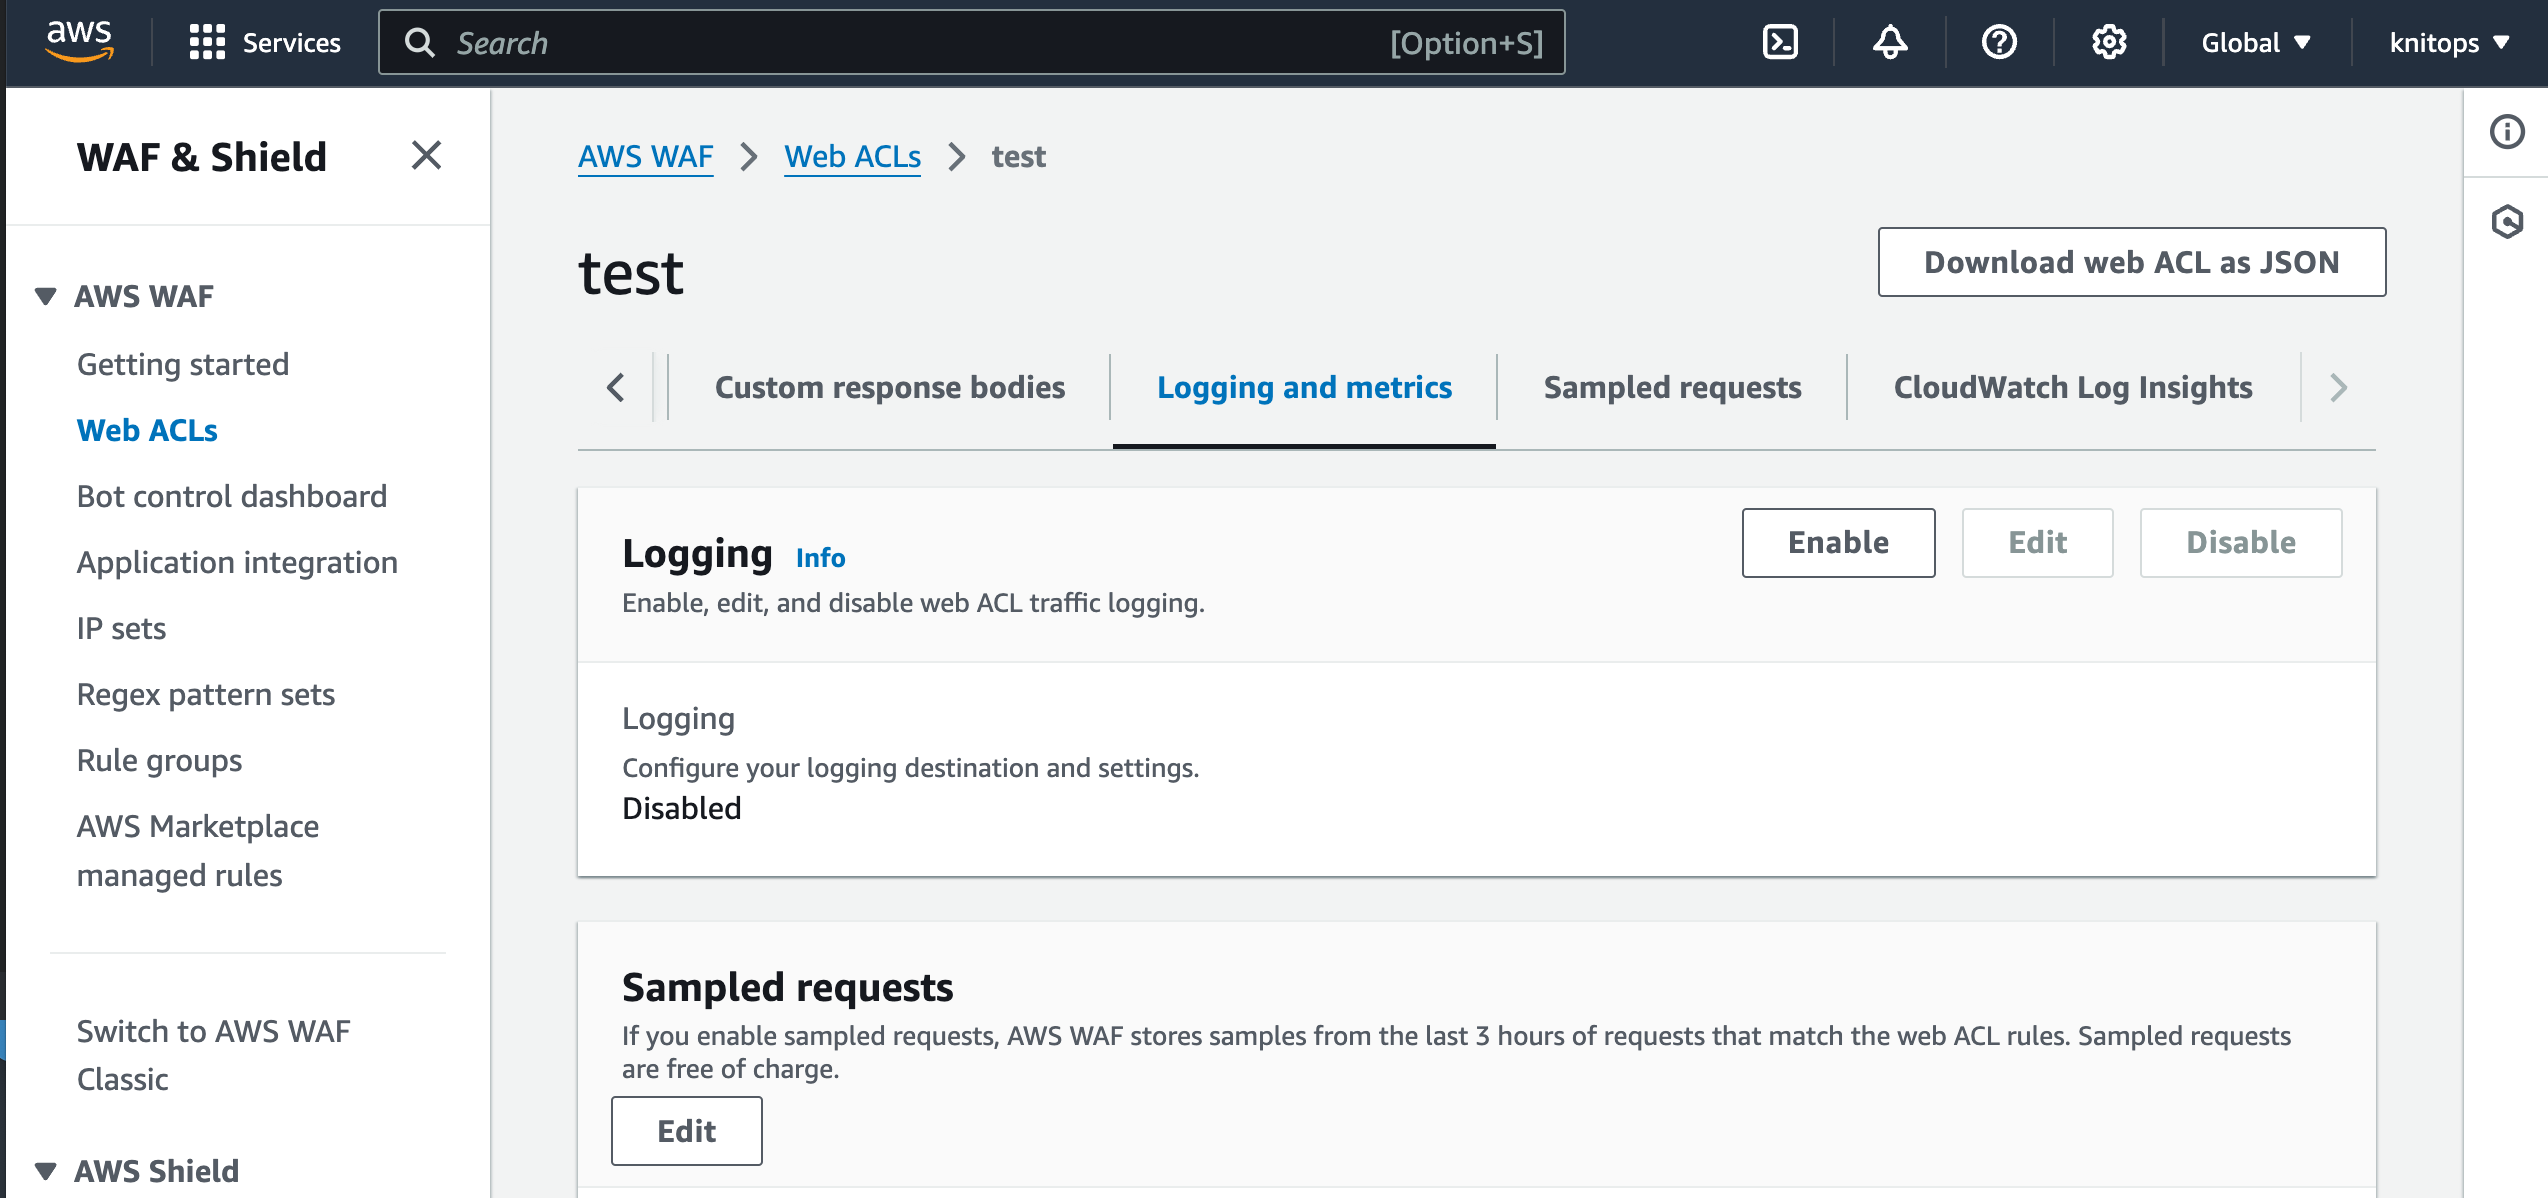 aws
Services
Search
[Option+S]
Global
knitops
WAF & Shield
AWS WAF
Getting started
Web ACLs
Bot control dashboard
Application integration
IP sets
Regex pattern sets
Rule groups
AWS Marketplace
managed rules
Switch to AWS WAF
Classic
AWS Shield
AWS WAF
Web ACLs
test
test
Download web ACL as JSON
Custom response bodies
Logging and metrics
Sampled requests
CloudWatch Log Insights
Logging Info
Enable
Edit
Disable
Enable, edit, and disable web ACL traffic logging.
Logging
Configure your logging destination and settings.
Disabled
Sampled requests
If you enable sampled requests, AWS WAF stores samples from the last 3 hours of requests that match the web ACL rules. Sampled requests
are free of charge.
Edit